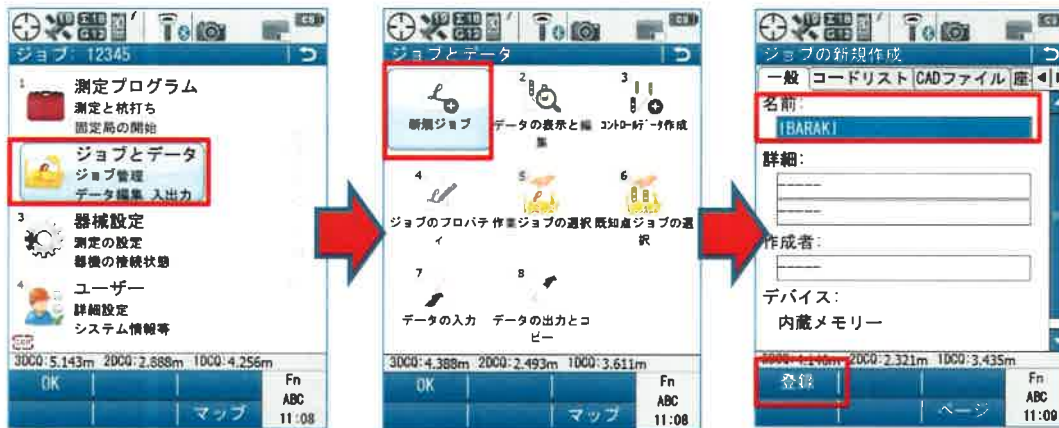 ジョブ: 12345
1 測定プログラム
測定と杭打ち
固定局の開始
ジョブとデータ
ジョブ管理
データ編集 入出力
3 器械設定
測定の設定
器機の接続状態
4 ユーザー
詳細設定
システム情報等
3DCQ:5.143m 2DCQ:2.888m 1DCQ:4.256m
OK
マップ
Fn
ABC
11:08
ジョブとデータ
新規ジョブ
2 データの表示と編集
3 コントロールデータ作成
4 ジョブのプロパティ
5 作業ジョブの選択
6 既知点ジョブの選択
7 データの入力
8 データの出力とコピー
3DCQ:4.388m 2DCQ:2.493m 1DCQ:3.611m
OK
マップ
Fn
ABC
11:08
ジョブの新規作成
一般 コードリスト CADファイル 座
名前:
IBARAKI
詳細:
-----
-----
作成者:
-----
デバイス:
内蔵メモリー
2DCQ:2.321m 1DCQ:3.435m
登録
ページ
Fn
ABC
11:09